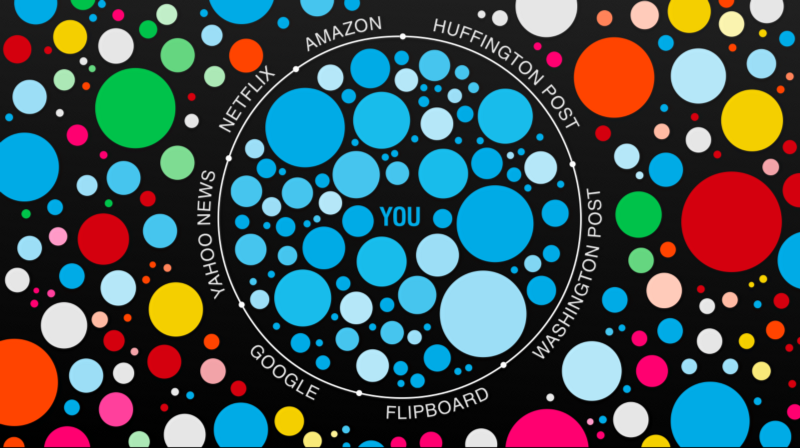 AMAZON
HUFFINGTON POST
NETFLIX
YAHOO NEWS
YOU
WASHINGTON POST
GOOGLE
FLIPBOARD